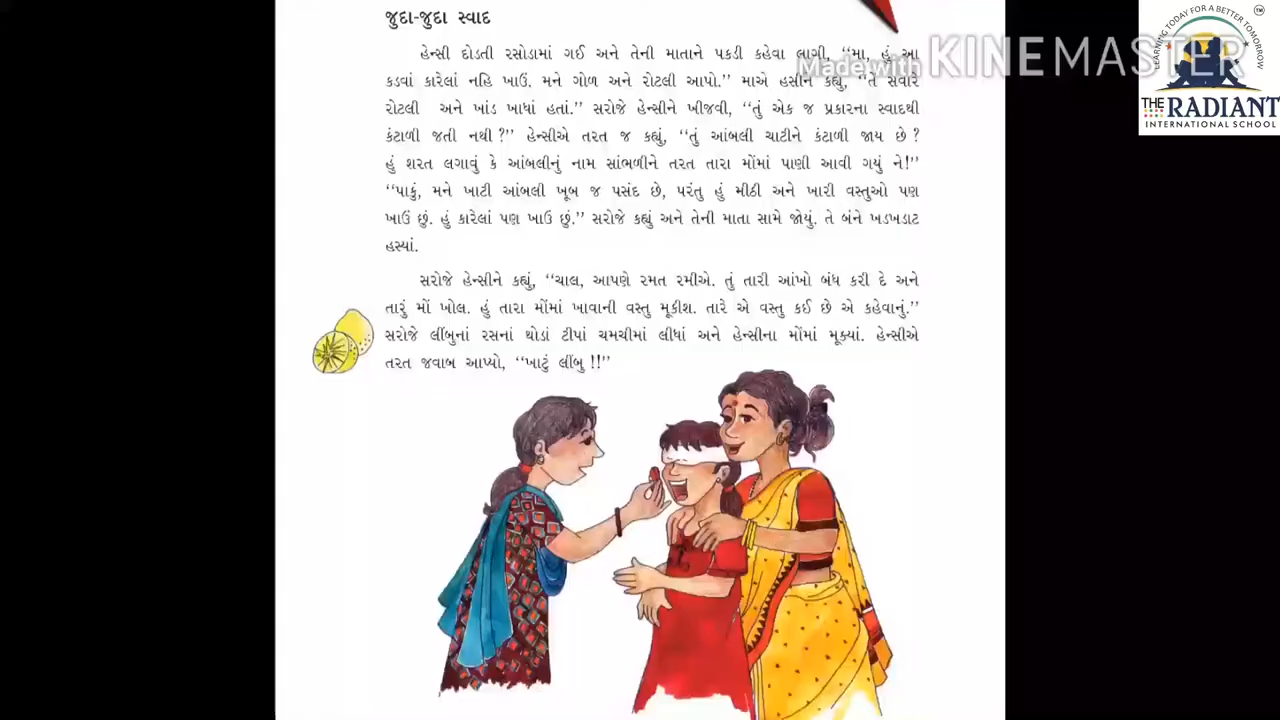 જુદા-જુદા સ્વાદ
હેન્સી દોડતી રસોડામાં ગઈ અને તેની માતાને પકડી કહેવા લાગી, “મા, હું આ
કડવાં કારેલાં નહિ ખાઉં. મને ગોળ અને રોટલી આપો.” માએ હસીને કહ્યું, “તેં સવારે
રોટલી અને ખાંડ ખાધાં હતાં.” સરોજે હેન્સીને ખીજવી, “તું એક જ પ્રકારના સ્વાદથી
કંટાળી જતી નથી ?” હેન્સીએ તરત જ કહ્યું, “તું આંબલી ચાટીને કંટાળી જાય છે ?
હું શરત લગાવું કે આંબલીનું નામ સાંભળીને તરત તારા મોંમાં પાણી આવી ગયું ને!”
“પાકું, મને ખાટી આંબલી ખૂબ જ પસંદ છે, પરંતુ હું મીઠી અને ખારી વસ્તુઓ પણ
ખાઉં છું. હું કારેલાં પણ ખાઉં છું.” સરોજે કહ્યું અને તેની માતા સામે જોયું. તે બંને ખડખડાટ
હસ્યાં.
સરોજે હેન્સીને કહ્યું, “ચાલ, આપણે રમત રમીએ. તું તારી આંખો બંધ કરી દે અને
તારું મોં ખોલ. હું તારા મોંમાં ખાવાની વસ્તુ મૂકીશ. તારે એ વસ્તુ કઈ છે એ કહેવાનું.”
સરોજે લીંબુનાં રસનાં થોડાં ટીપાં ચમચીમાં લીધાં અને હેન્સીના મોંમાં મૂક્યાં. હેન્સીએ
તરત જવાબ આપ્યો, “ખાટું લીંબુ !!”
Made with KINEMASTER
LEARNING TODAY FOR A BETTER TOMORROW
TM
THE RADIANT
INTERNATIONAL SCHOOL